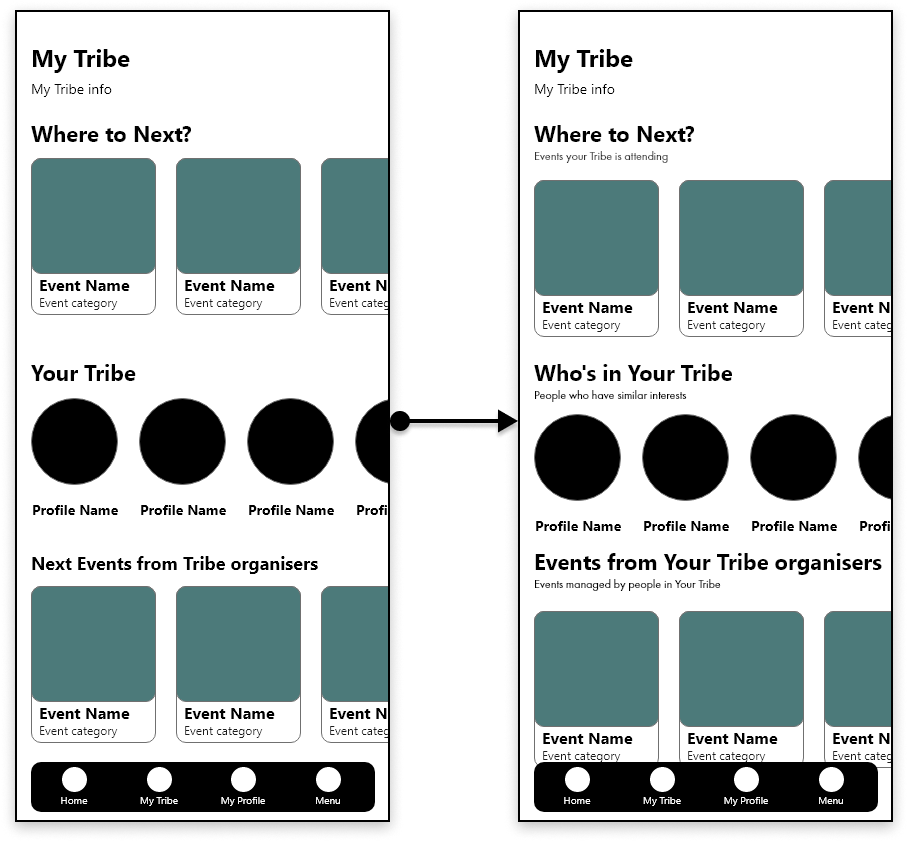 My Tribe
My Tribe info
Where to Next?
Event Name Event Name Event N
Event category Event category Event categ
Your Tribe
Profile Name Profile Name Profile Name Profi
Next Events from Tribe organisers
Event Name Event Name Event N
Event category Event category Event categ
Home My Tribe My Profile Menu
My Tribe
My Tribe info
Where to Next?
Events your Tribe is attending
Event Name Event Name Event N
Event category Event category Event categ
Who's in Your Tribe
People who have similar interests
Profile Name Profile Name Profile Name Profi
Events from Your Tribe organisers
Events managed by people in Your Tribe
Event Name Event Name Event N
Event category Event category Event categ
Home My Tribe My Profile Menu